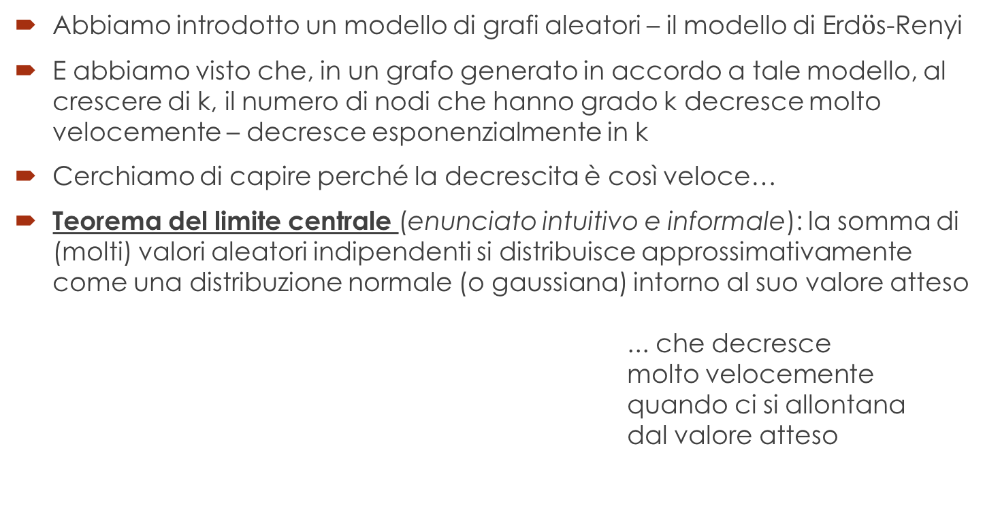 Abbiamo introdotto un modello di grafi aleatori – il modello di Erdös-Renyi
E abbiamo visto che, in un grafo generato in accordo a tale modello, al
crescere di k, il numero di nodi che hanno grado k decresce molto
velocemente – decresce esponenzialmente in k
Cerchiamo di capire perché la decrescita è così veloce…
Teorema del limite centrale (enunciato intuitivo e informale): la somma di
(molti) valori aleatori indipendenti si distribuisce approssimativamente
come una distribuzione normale (o gaussiana) intorno al suo valore atteso
... che decresce
molto velocemente
quando ci si allontana
dal valore atteso